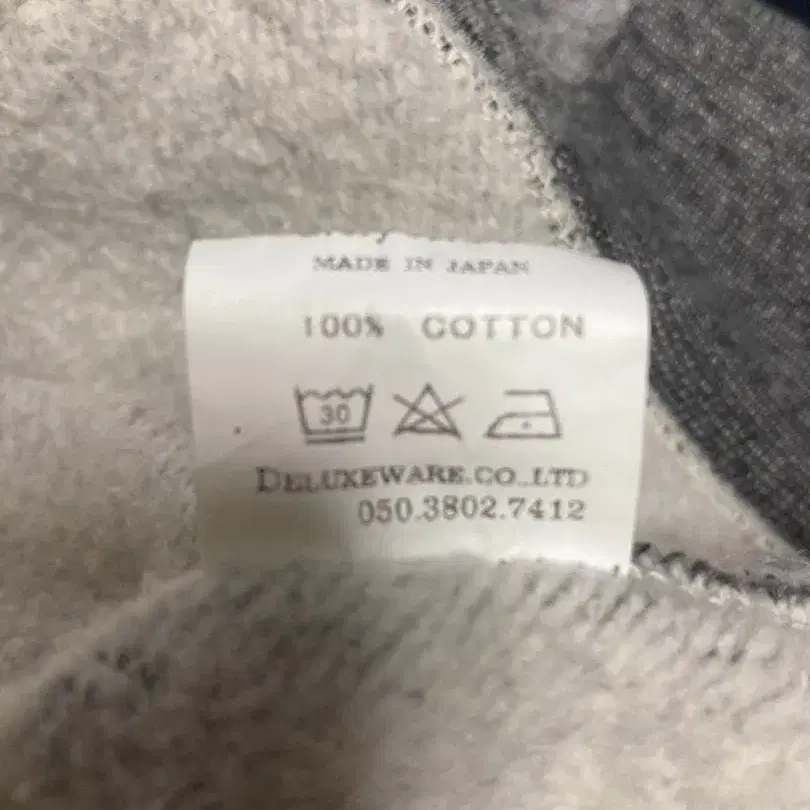 MADE IN JAPAN
100% COTTON
30
DELUXEWARE.CO.,LTD
050.3802.7412